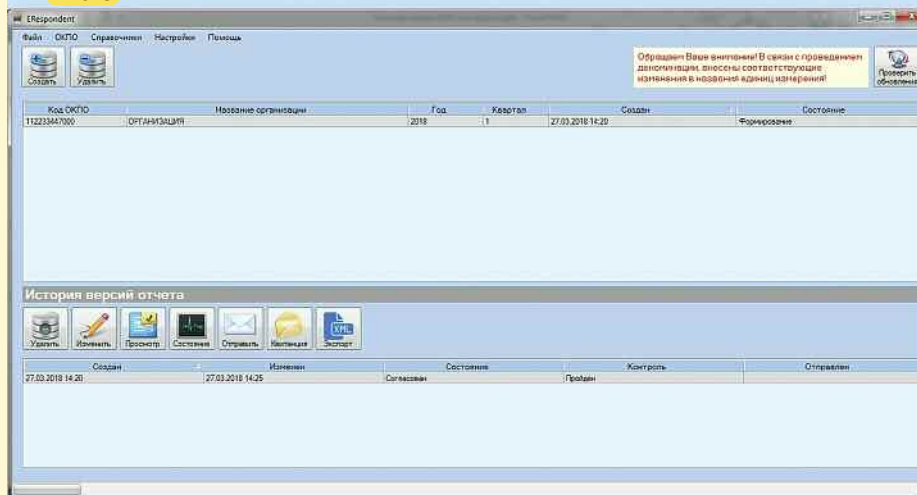 ERespondent
Файл ОКПО Справочники Настройки Помощь
Создать Удалить
Обращаем Ваше внимание! В связи с проведением
деноминации, внесены соответствующие
изменения в названия единиц измерения!
Проверить
обновления
Код ОКПО Название организации Год Квартал Создан Состояние
112233447000 ОРГАНИЗАЦИЯ 2018 1 27.03.2018 14:20 Формирование
История версий отчета
Удалить Изменить Просмотр Состояние Отправить Квитанция Экспорт
XML
Создан Изменен Состояние Контроль Отправлен
27.03.2018 14:20 27.03.2018 14:25 Согласован Пройден